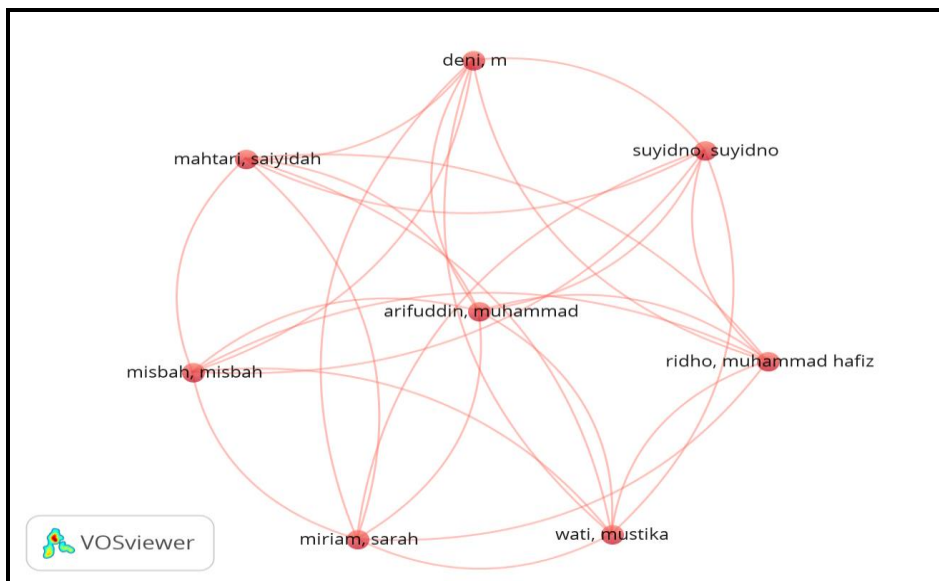 deni, m
suyidno, suyidno
mahtari, saiyidah
arifuddin, muhammad
ridho, muhammad hafiz
misbah, misbah
wati, mustika
miriam, sarah
VOSviewer